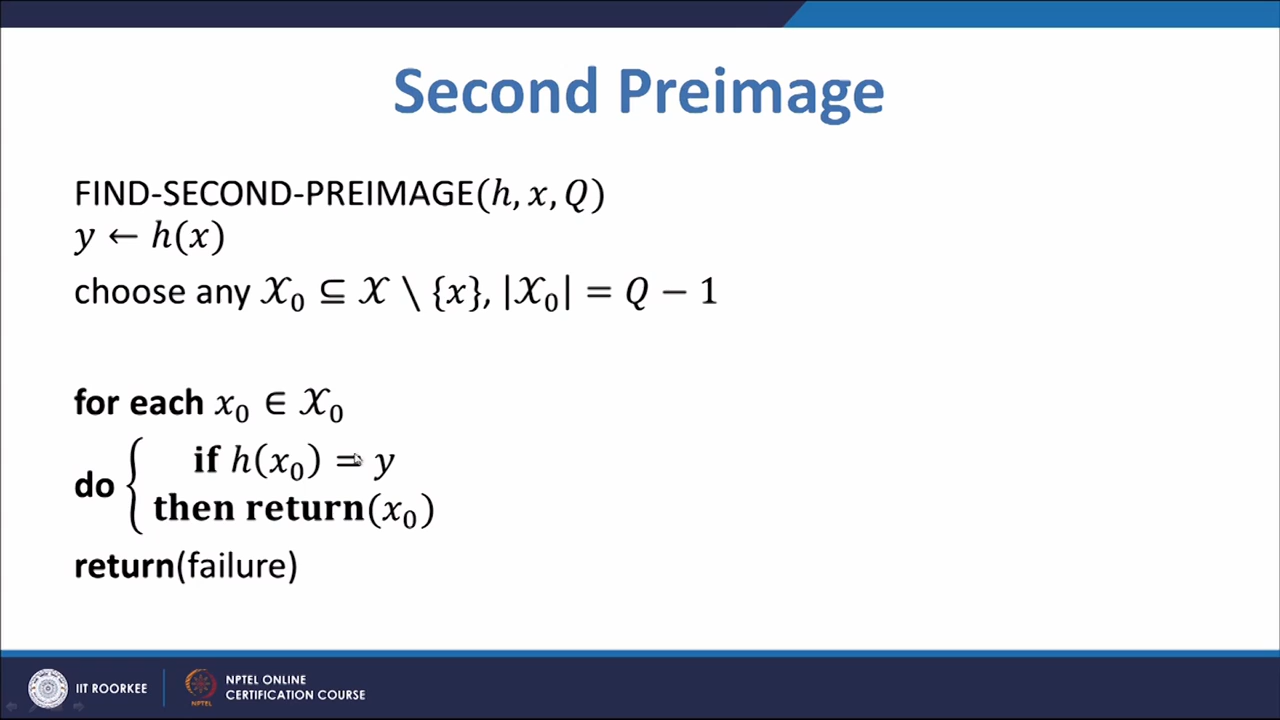 Second Preimage
FIND-SECOND-PREIMAGE(h, x, Q)
y ← h(x)
choose any 𝒳₀ ⊆ 𝒳 \ {x}, |𝒳₀| = Q − 1
for each x₀ ∈ 𝒳₀
do { if h(x₀) = y
then return(x₀)
return(failure)
IIT ROORKEE
NPTEL
NPTEL ONLINE
CERTIFICATION COURSE